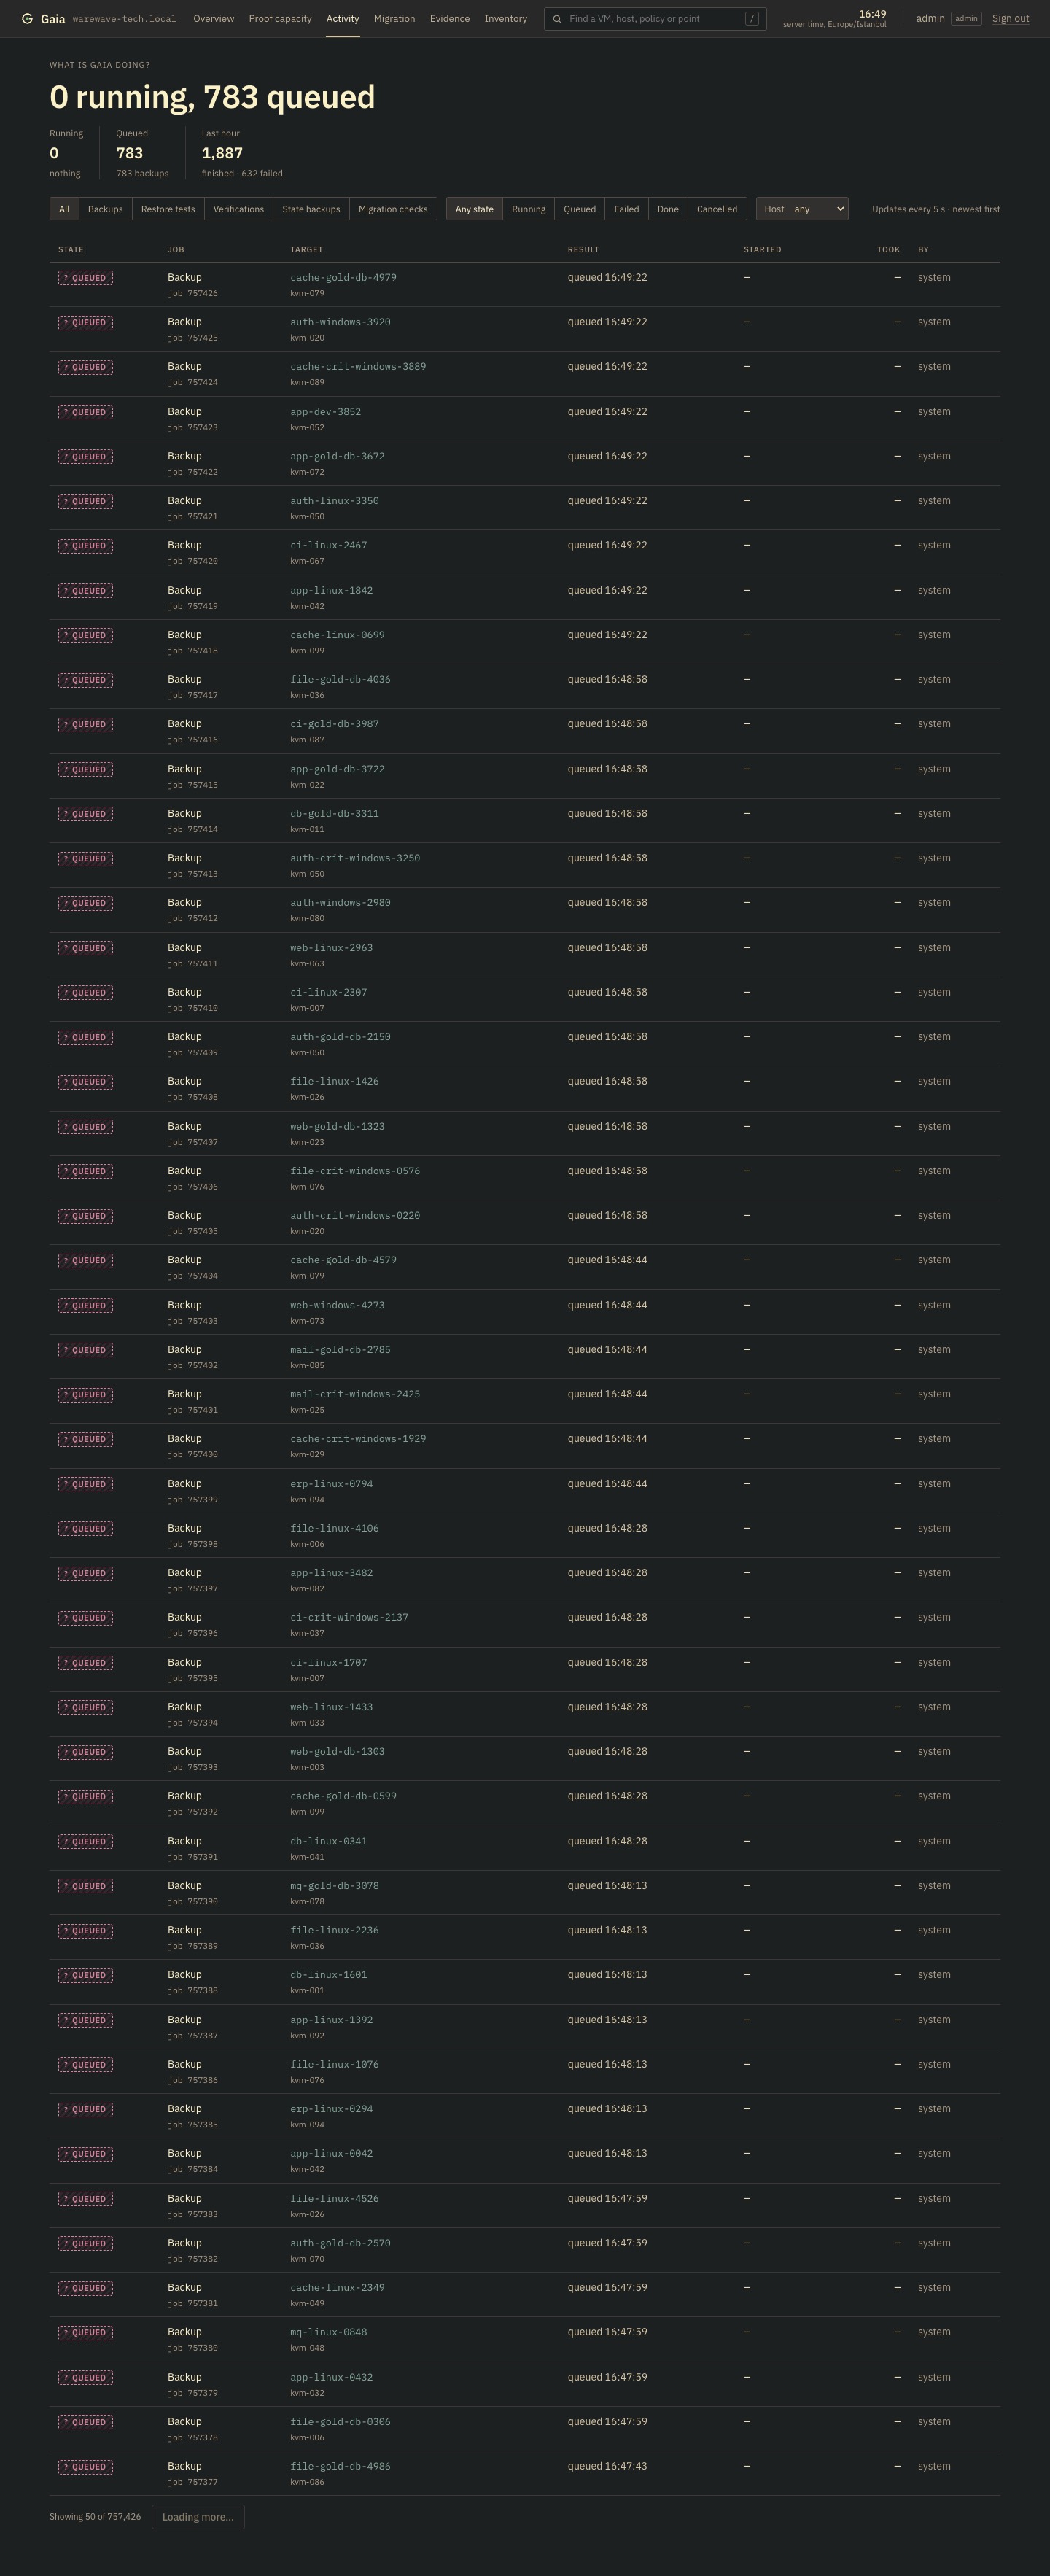 Gaia warewave-tech.local Overview Proof capacity Activity Migration Evidence Inventory Find a VM, host, policy or point / 16:49 admin admin Sign out
server time, Europe/Istanbul
WHAT IS GAIA DOING?
0 running, 783 queued
Running Queued Last hour
0 783 1,887
nothing 783 backups finished · 632 failed
All Backups Restore tests Verifications State backups Migration checks Any state Running Queued Failed Done Cancelled Host any Updates every 5 s · newest first
STATE JOB TARGET RESULT STARTED TOOK BY
? QUEUED Backup cache-gold-db-4979 queued 16:49:22 — — system
job 757426 kvm-079
? QUEUED Backup auth-windows-3920 queued 16:49:22 — — system
job 757425 kvm-020
? QUEUED Backup cache-crit-windows-3889 queued 16:49:22 — — system
job 757424 kvm-089
? QUEUED Backup app-dev-3852 queued 16:49:22 — — system
job 757423 kvm-052
? QUEUED Backup app-gold-db-3672 queued 16:49:22 — — system
job 757422 kvm-072
? QUEUED Backup auth-linux-3350 queued 16:49:22 — — system
job 757421 kvm-050
? QUEUED Backup ci-linux-2467 queued 16:49:22 — — system
job 757420 kvm-067
? QUEUED Backup app-linux-1842 queued 16:49:22 — — system
job 757419 kvm-042
? QUEUED Backup cache-linux-0699 queued 16:49:22 — — system
job 757418 kvm-099
? QUEUED Backup file-gold-db-4036 queued 16:48:58 — — system
job 757417 kvm-036
? QUEUED Backup ci-gold-db-3987 queued 16:48:58 — — system
job 757416 kvm-087
? QUEUED Backup app-gold-db-3722 queued 16:48:58 — — system
job 757415 kvm-022
? QUEUED Backup db-gold-db-3311 queued 16:48:58 — — system
job 757414 kvm-011
? QUEUED Backup auth-crit-windows-3250 queued 16:48:58 — — system
job 757413 kvm-050
? QUEUED Backup auth-windows-2980 queued 16:48:58 — — system
job 757412 kvm-080
? QUEUED Backup web-linux-2963 queued 16:48:58 — — system
job 757411 kvm-063
? QUEUED Backup ci-linux-2307 queued 16:48:58 — — system
job 757410 kvm-007
? QUEUED Backup auth-gold-db-2150 queued 16:48:58 — — system
job 757409 kvm-050
? QUEUED Backup file-linux-1426 queued 16:48:58 — — system
job 757408 kvm-026
? QUEUED Backup web-gold-db-1323 queued 16:48:58 — — system
job 757407 kvm-023
? QUEUED Backup file-crit-windows-0576 queued 16:48:58 — — system
job 757406 kvm-076
? QUEUED Backup auth-crit-windows-0220 queued 16:48:58 — — system
job 757405 kvm-020
? QUEUED Backup cache-gold-db-4579 queued 16:48:44 — — system
job 757404 kvm-079
? QUEUED Backup web-windows-4273 queued 16:48:44 — — system
job 757403 kvm-073
? QUEUED Backup mail-gold-db-2785 queued 16:48:44 — — system
job 757402 kvm-085
? QUEUED Backup mail-crit-windows-2425 queued 16:48:44 — — system
job 757401 kvm-025
? QUEUED Backup cache-crit-windows-1929 queued 16:48:44 — — system
job 757400 kvm-029
? QUEUED Backup erp-linux-0794 queued 16:48:44 — — system
job 757399 kvm-094
? QUEUED Backup file-linux-4106 queued 16:48:28 — — system
job 757398 kvm-006
? QUEUED Backup app-linux-3482 queued 16:48:28 — — system
job 757397 kvm-082
? QUEUED Backup ci-crit-windows-2137 queued 16:48:28 — — system
job 757396 kvm-037
? QUEUED Backup ci-linux-1707 queued 16:48:28 — — system
job 757395 kvm-007
? QUEUED Backup web-linux-1433 queued 16:48:28 — — system
job 757394 kvm-033
? QUEUED Backup web-gold-db-1303 queued 16:48:28 — — system
job 757393 kvm-003
? QUEUED Backup cache-gold-db-0599 queued 16:48:28 — — system
job 757392 kvm-099
? QUEUED Backup db-linux-0341 queued 16:48:28 — — system
job 757391 kvm-041
? QUEUED Backup mq-gold-db-3078 queued 16:48:13 — — system
job 757390 kvm-078
? QUEUED Backup file-linux-2236 queued 16:48:13 — — system
job 757389 kvm-036
? QUEUED Backup db-linux-1601 queued 16:48:13 — — system
job 757388 kvm-001
? QUEUED Backup app-linux-1392 queued 16:48:13 — — system
job 757387 kvm-092
? QUEUED Backup file-linux-1076 queued 16:48:13 — — system
job 757386 kvm-076
? QUEUED Backup erp-linux-0294 queued 16:48:13 — — system
job 757385 kvm-094
? QUEUED Backup app-linux-0042 queued 16:48:13 — — system
job 757384 kvm-042
? QUEUED Backup file-linux-4526 queued 16:47:59 — — system
job 757383 kvm-026
? QUEUED Backup auth-gold-db-2570 queued 16:47:59 — — system
job 757382 kvm-070
? QUEUED Backup cache-linux-2349 queued 16:47:59 — — system
job 757381 kvm-049
? QUEUED Backup mq-linux-0848 queued 16:47:59 — — system
job 757380 kvm-048
? QUEUED Backup app-linux-0432 queued 16:47:59 — — system
job 757379 kvm-032
? QUEUED Backup file-gold-db-0306 queued 16:47:59 — — system
job 757378 kvm-006
? QUEUED Backup file-gold-db-4986 queued 16:47:43 — — system
job 757377 kvm-086
Showing 50 of 757,426 Loading more...